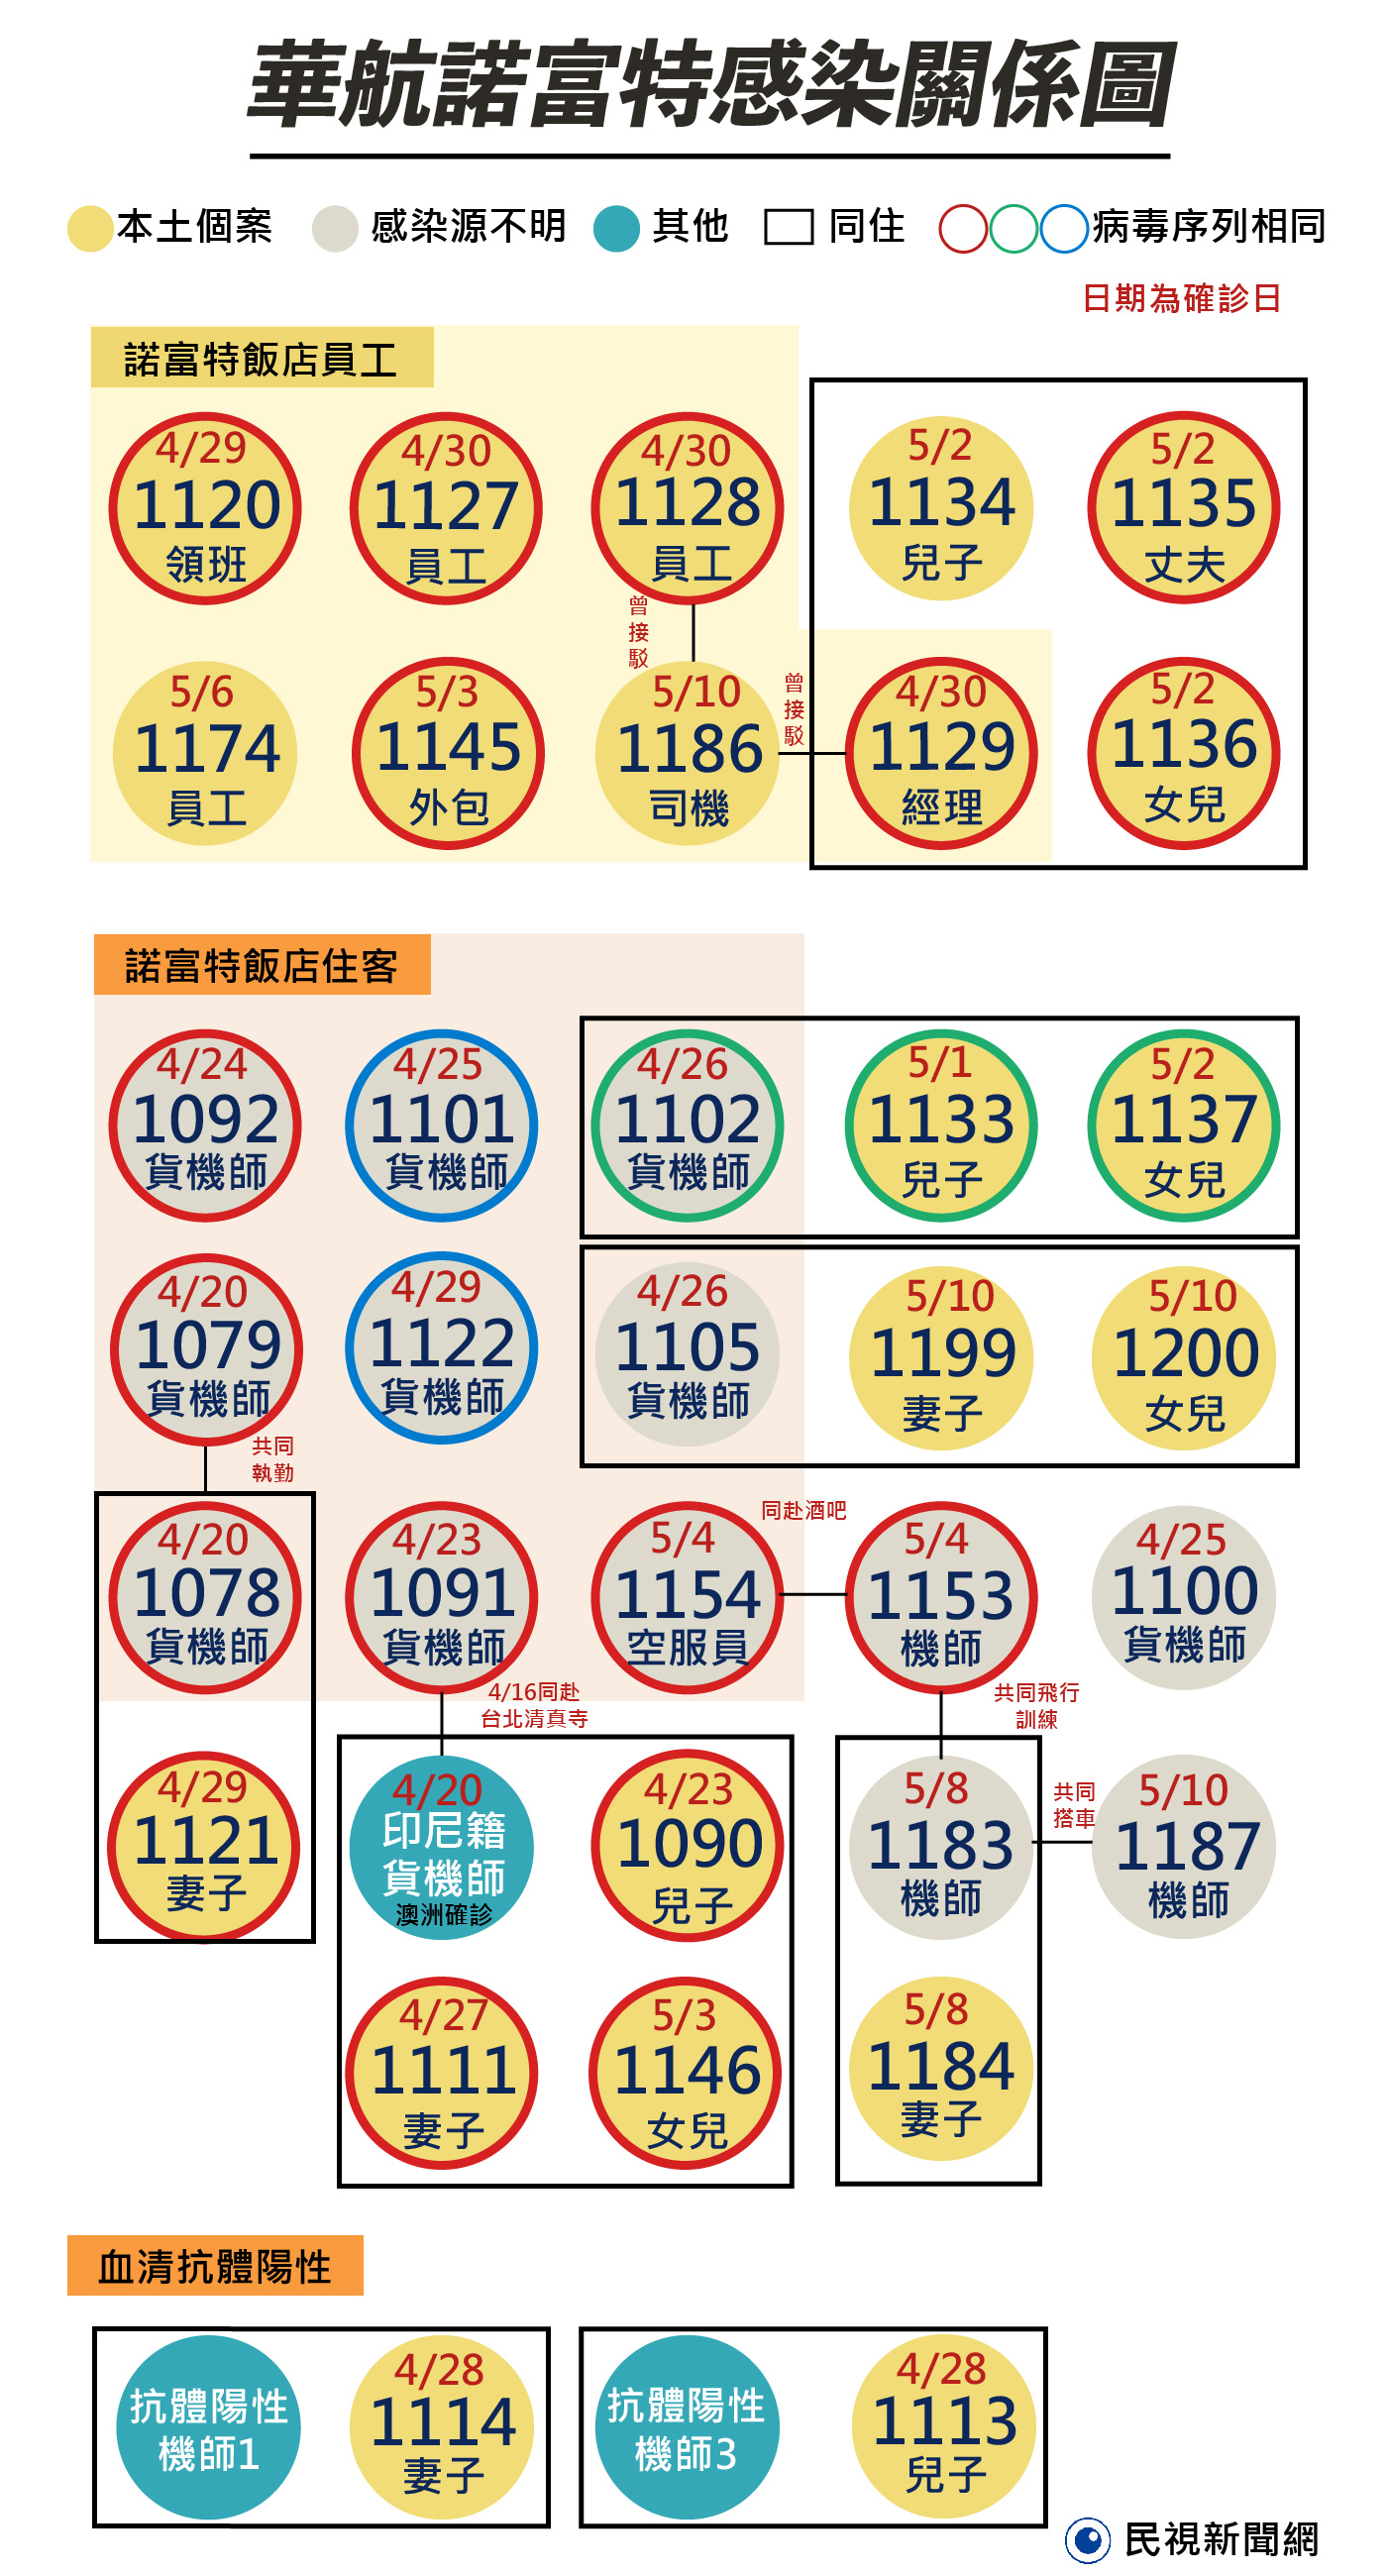 華航諾富特感染關係圖
本土個案 感染源不明 其他 同住 病毒序列相同
日期為確診日
諾富特飯店員工
4/29
1120
領班
4/30
1127
員工
4/30
1128
員工
5/2
1134
兒子
5/2
1135
丈夫
曾
接
駁
5/6
1174
員工
5/3
1145
外包
5/10
1186
司機
曾
接
駁
4/30
1129
經理
5/2
1136
女兒
諾富特飯店住客
4/24
1092
貨機師
4/25
1101
貨機師
4/26
1102
貨機師
5/1
1133
兒子
5/2
1137
女兒
4/20
1079
貨機師
4/29
1122
貨機師
4/26
1105
貨機師
5/10
1199
妻子
5/10
1200
女兒
共同
執勤
4/20
1078
貨機師
4/23
1091
貨機師
5/4
1154
空服員
同赴酒吧
5/4
1153
機師
4/25
1100
貨機師
4/16同赴
台北清真寺
共同飛行
訓練
4/29
1121
妻子
4/20
印尼籍
貨機師
澳洲確診
4/23
1090
兒子
5/8
1183
機師
共同
搭車
5/10
1187
機師
4/27
1111
妻子
5/3
1146
女兒
5/8
1184
妻子
血清抗體陽性
抗體陽性
機師1
4/28
1114
妻子
抗體陽性
機師3
4/28
1113
兒子
民視新聞網